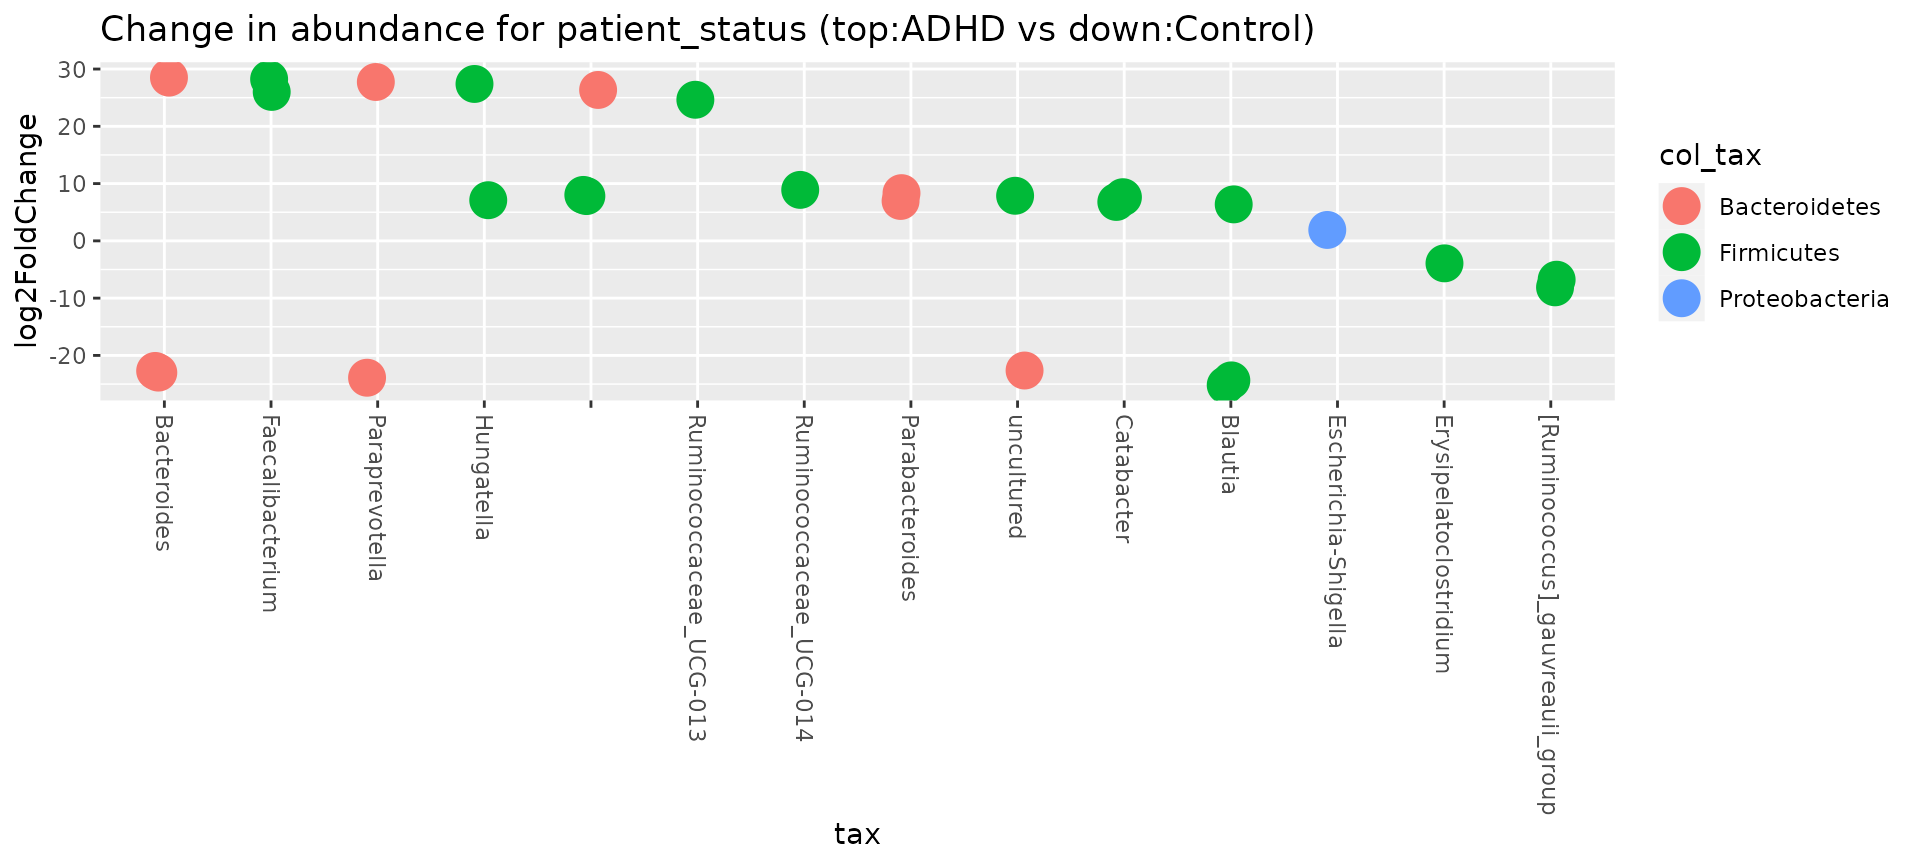 Change in abundance for patient_status (top:ADHD vs down:Control)
log2FoldChange
30
20
10
0
-10
-20
Bacteroides
Faecalibacterium
Paraprevotella
Hungatella
Ruminococcaceae_UCG-013
Ruminococcaceae_UCG-014
Parabacteroides
uncultured
Catabacter
Blautia
Escherichia-Shigella
Erysipelatoclostridium
[Ruminococcus]_gauvreauii_group
tax
col_tax
Bacteroidetes
Firmicutes
Proteobacteria